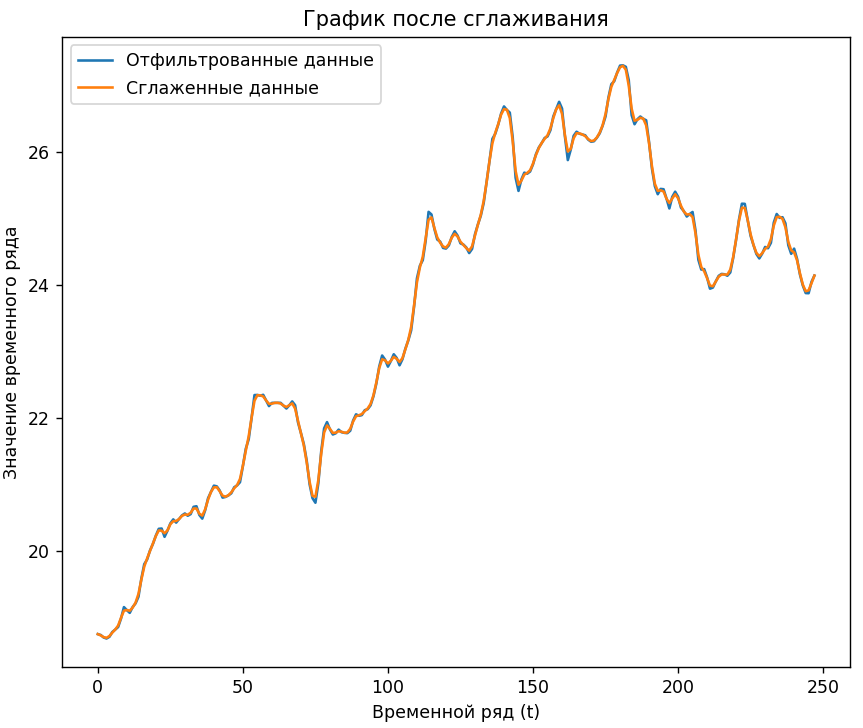 График после сглаживания
Отфильтрованные данные
Сглаженные данные
Значение временного ряда
26
24
22
20
0
50
100
150
200
250
Временной ряд (t)